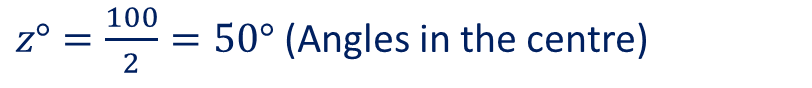 z° = 100/2 = 50° (Angles in the centre)